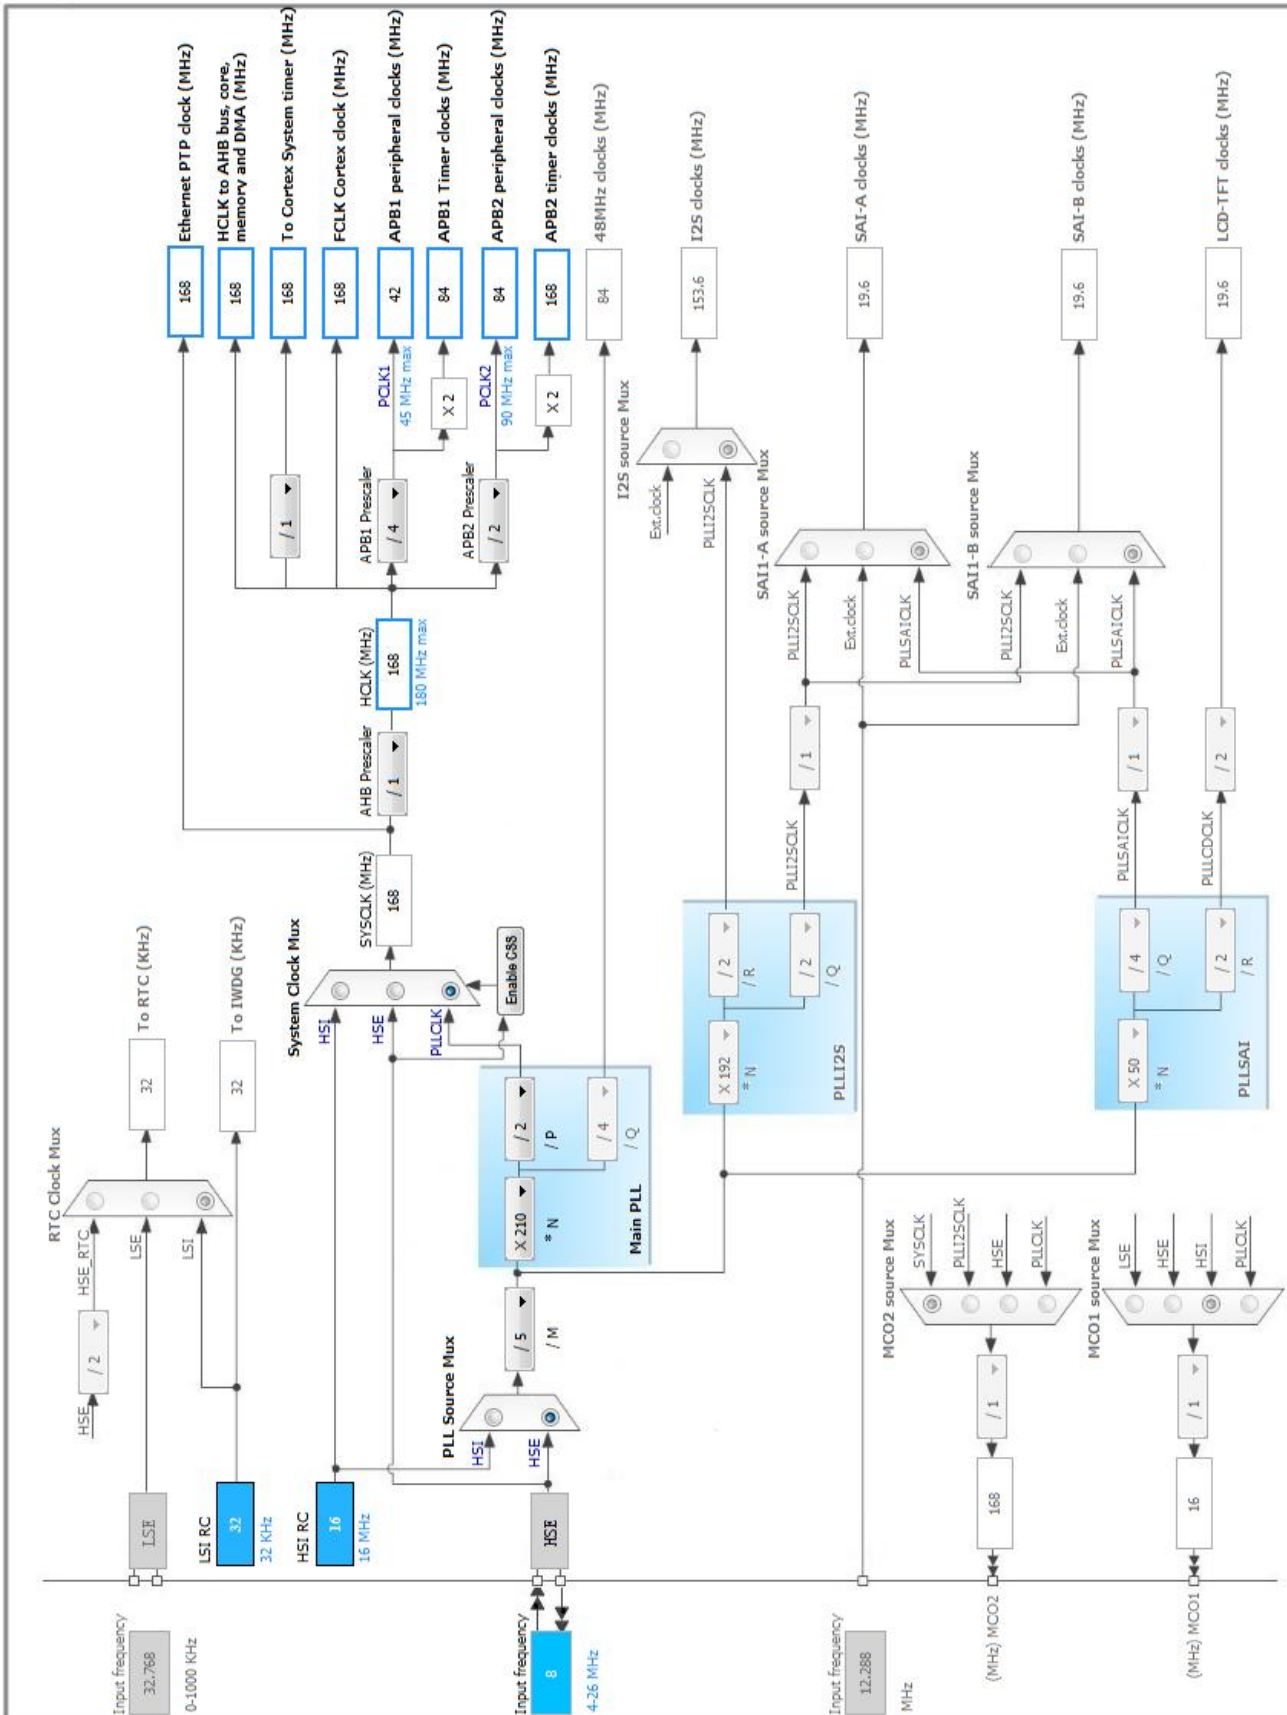 RTC Clock Mux
HSE
/ 2
HSE_RTC
LSE
LSI
32
To RTC (KHz)
32
To IWDG (KHz)
Input frequency
32.768
0-1000 KHz
LSE
LSI RC
32
32 KHz
HSI RC
16
16 MHz
System Clock Mux
HSI
HSE
PLLCLK
Enable CSS
SYSCLK (MHz)
168
AHB Prescaler
/ 1
HCLK (MHz)
168
180 MHz max
168
Ethernet PTP clock (MHz)
168
HCLK to AHB bus, core,
memory and DMA (MHz)
/ 1
168
To Cortex System timer (MHz)
168
FCLK Cortex clock (MHz)
APB1 Prescaler
/ 4
PCLK1
45 MHz max
42
APB1 peripheral clocks (MHz)
X 2
84
APB1 Timer clocks (MHz)
APB2 Prescaler
/ 2
PCLK2
90 MHz max
84
APB2 peripheral clocks (MHz)
X 2
168
APB2 timer clocks (MHz)
84
48MHz clocks (MHz)
PLL Source Mux
HSI
HSE
Input frequency
8
4-26 MHz
HSE
/ 5
/ M
X 210
* N
/ 2
/ P
/ 4
/ Q
Main PLL
I2S source Mux
Ext.clock
PLLI2SCLK
153.6
I2S clocks (MHz)
X 192
* N
/ 2
/ R
/ 2
/ Q
PLLI2S
PLLI2SCLK
/ 1
SAI1-A source Mux
PLLI2SCLK
Ext.clock
PLLSAICLK
19.6
SAI-A clocks (MHz)
Input frequency
12.288
MHz
SAI1-B source Mux
PLLI2SCLK
Ext.clock
PLLSAICLK
19.6
SAI-B clocks (MHz)
X 50
* N
/ 4
/ Q
/ 2
/ R
PLLSAI
PLLSAICLK
/ 1
PLLLCDCLK
/ 2
19.6
LCD-TFT clocks (MHz)
MCO2 source Mux
SYSCLK
PLLI2SCLK
HSE
PLLCLK
/ 1
168
(MHz) MCO2
MCO1 source Mux
LSE
HSE
HSI
PLLCLK
/ 1
16
(MHz) MCO1